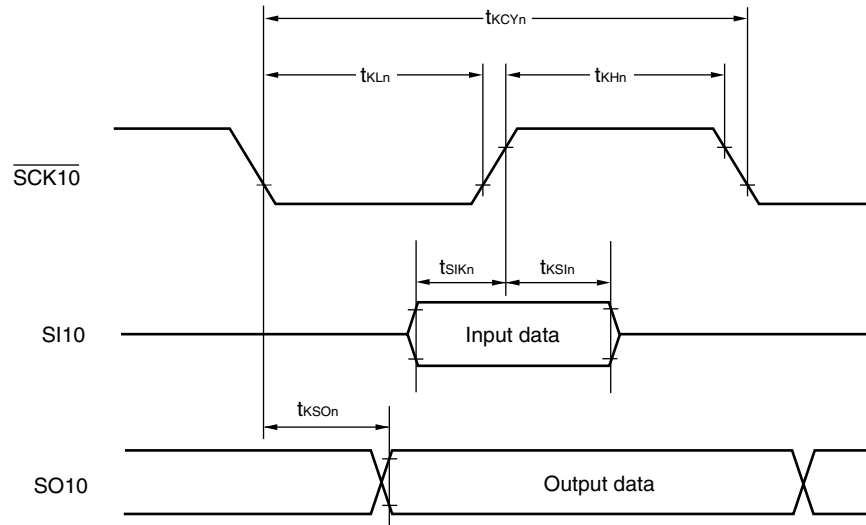 tKCYn
tKLn
tKHn
SCK10
tSIKn
tKSIn
SI10
Input data
tKSOn
SO10
Output data